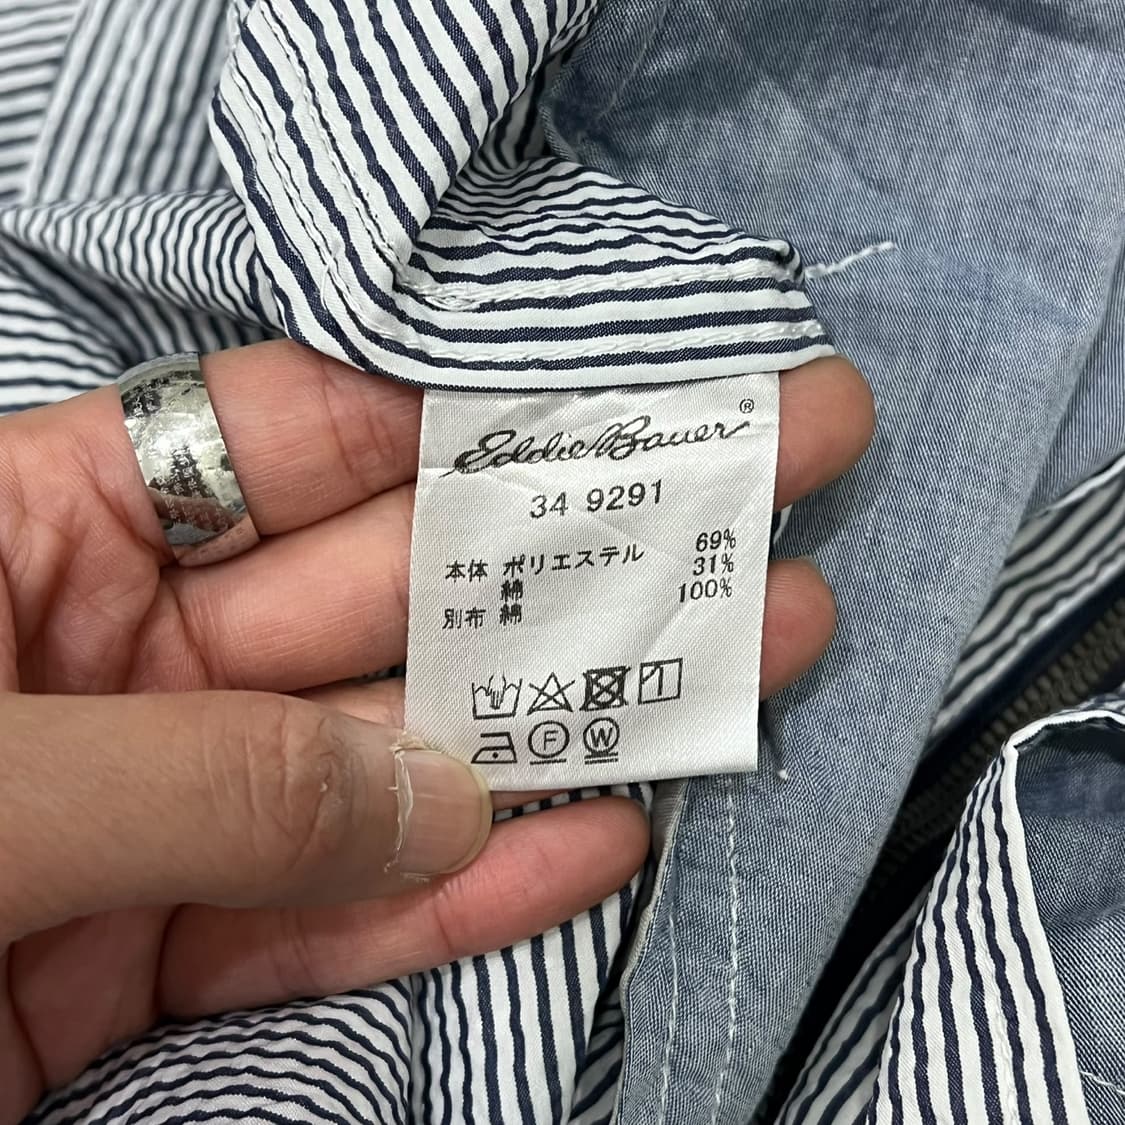 Eddie Bauer®
34 9291
本体 ポリエステル 69%
綿 31%
別布 綿 100%
F W